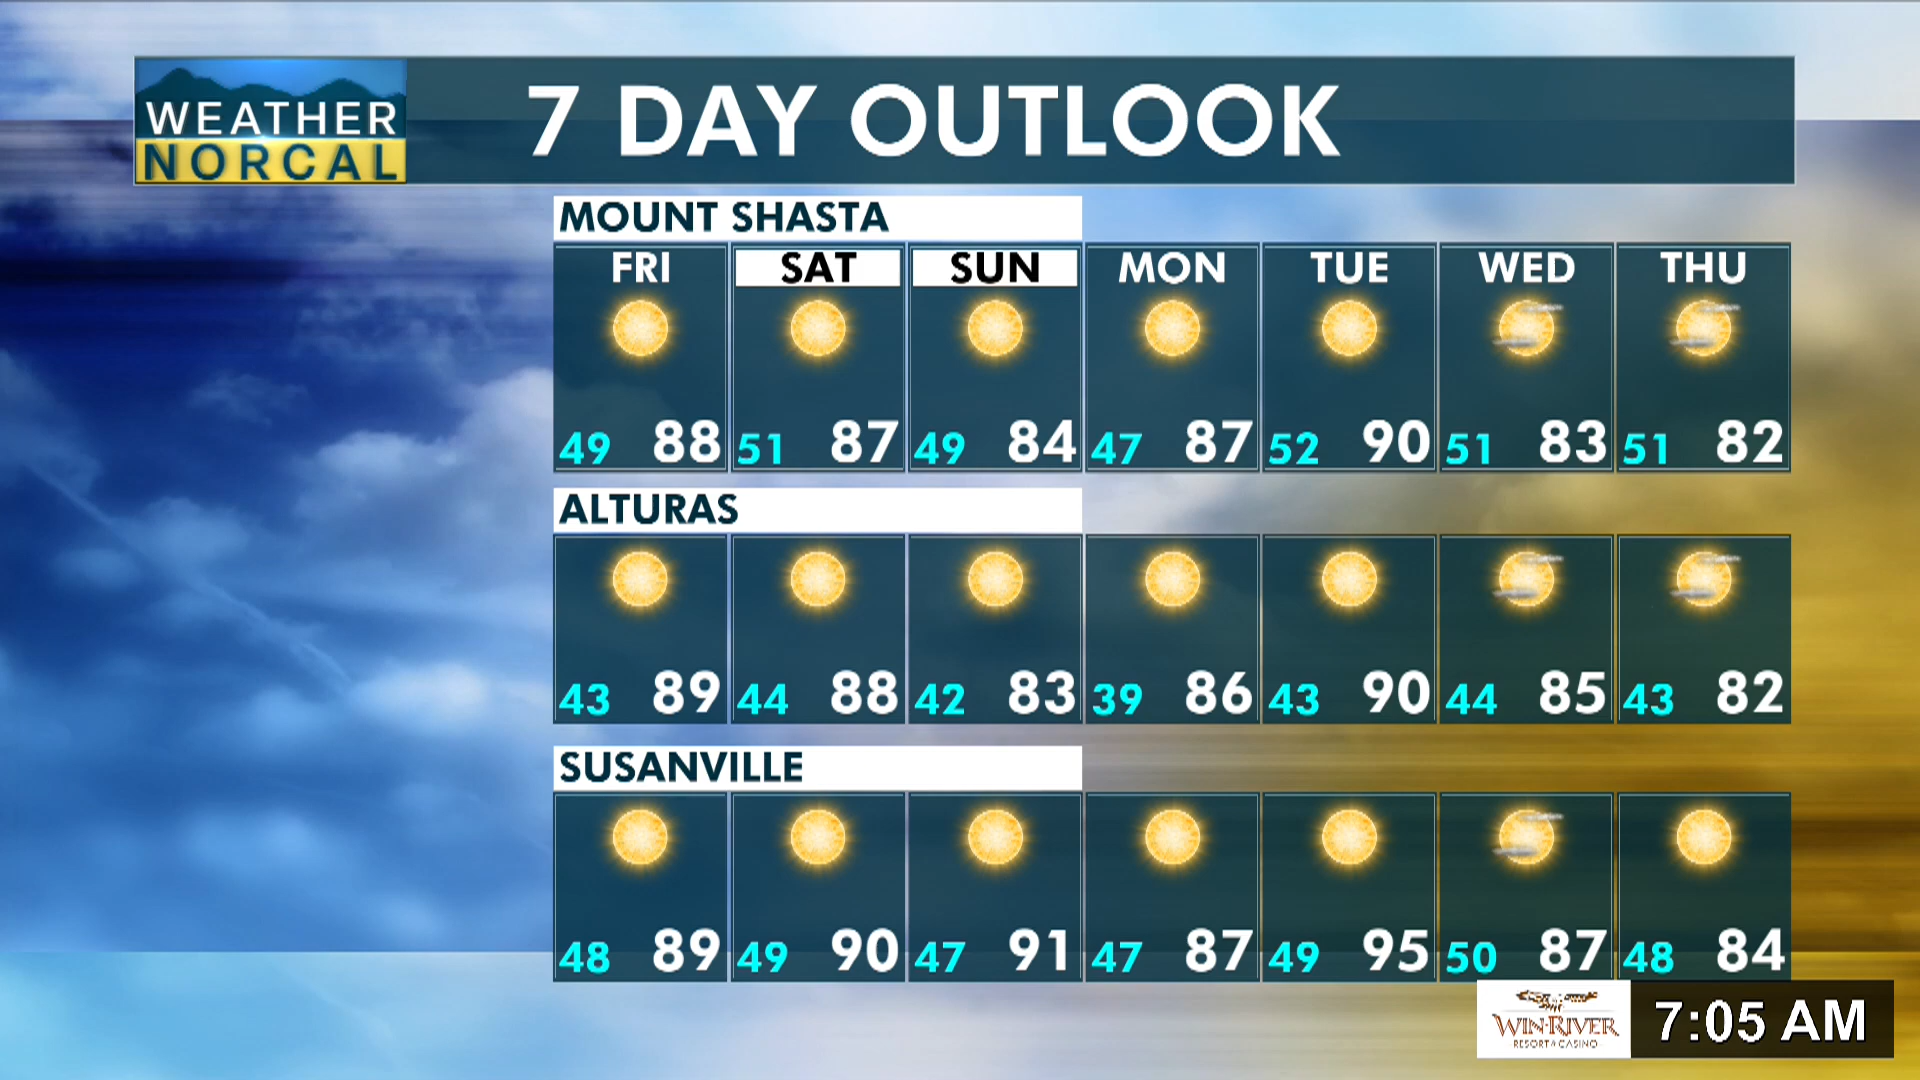 WEATHER
NORCAL
7 DAY OUTLOOK
MOUNT SHASTA
FRI SAT SUN MON TUE WED THU
49 88 51 87 49 84 47 87 52 90 51 83 51 82
ALTURAS
43 89 44 88 42 83 39 86 43 90 44 85 43 82
SUSANVILLE
48 89 49 90 47 91 47 87 49 95 50 87 48 84
WIN-RIVER
RESORT & CASINO
7:05 AM